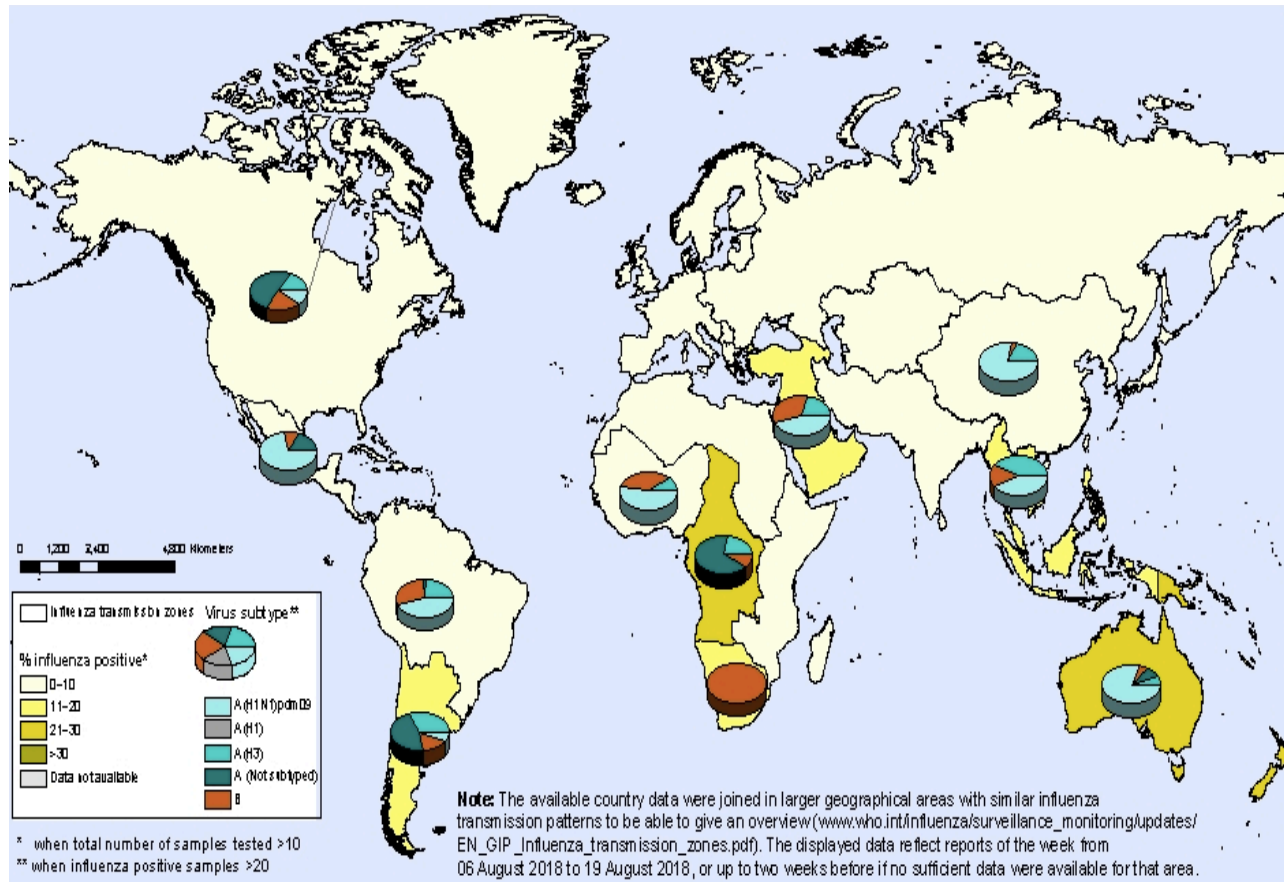 0 1,200 2,400 4,800 Kilometers
Influenza transmission zones
Virus subtype**
% influenza positive*
0-10
11-20
21-30
>30
Data not available
A(H1N1)pdm09
A(H1)
A(H3)
A (Not subtyped)
B
* when total number of samples tested >10
** when influenza positive samples >20
Note: The available country data were joined in larger geographical areas with similar influenza
transmission patterns to be able to give an overview (www.who.int/influenza/surveillance_monitoring/updates/
EN_GIP_Influenza_transmission_zones.pdf). The displayed data reflect reports of the week from
06 August 2018 to 19 August 2018, or up to two weeks before if no sufficient data were available for that area.